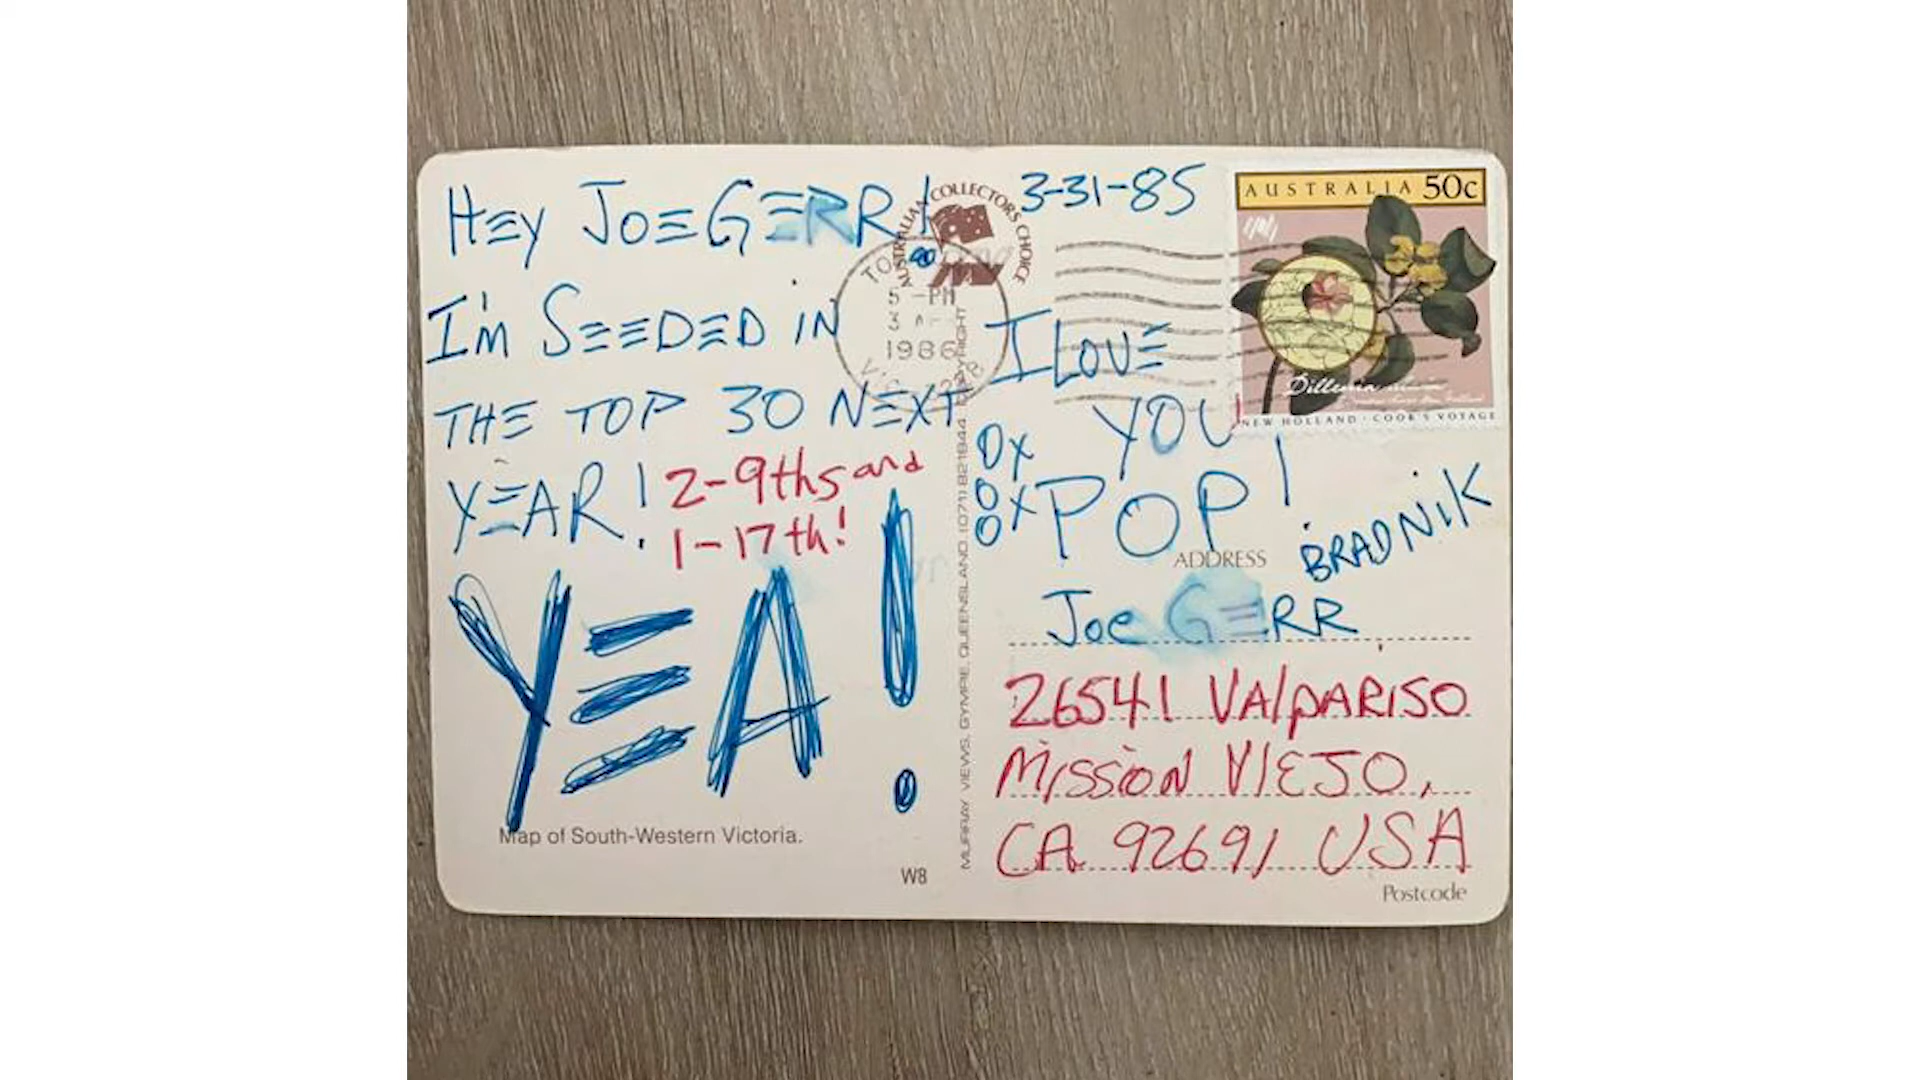 HEY JOE GERR!
I'M SEEDED IN
THE TOP 30 NEXT
YEAR! 2-9ths and
1-17th!
YEA!
Map of South-Western Victoria.
W8
MURRAY VIEWS, GYMPIE, QUEENSLAND. (071) 821844 COPYRIGHT
AUSTRALIAN COLLECTORS CHOICE
5 -PM
1986
3-31-85
AUSTRALIA 50c
NEW HOLLAND · COOK'S VOYAGE
I LOVE
YOU
POP!
OX
OX
O
BRADNIK
ADDRESS
Joe GERR
26541 VAlpARISO
MISSION VIEJO,
CA 92691 USA
Postcode